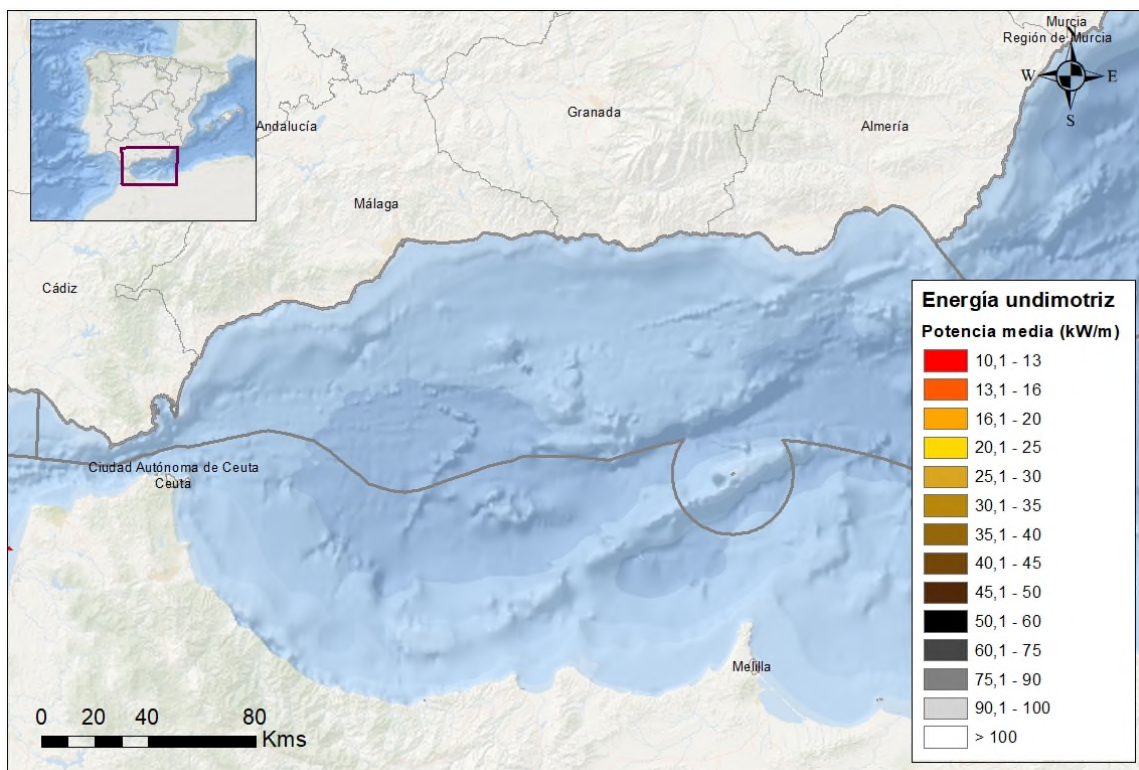 Murcia
Región de Murcia
N
W
E
S
Andalucía
Granada
Almería
Málaga
Cádiz
Ciudad Autónoma de Ceuta
Ceuta
Melilla
Energía undimotriz
Potencia media (kW/m)
10,1 - 13
13,1 - 16
16,1 - 20
20,1 - 25
25,1 - 30
30,1 - 35
35,1 - 40
40,1 - 45
45,1 - 50
50,1 - 60
60,1 - 75
75,1 - 90
90,1 - 100
> 100
0 20 40 80
Kms